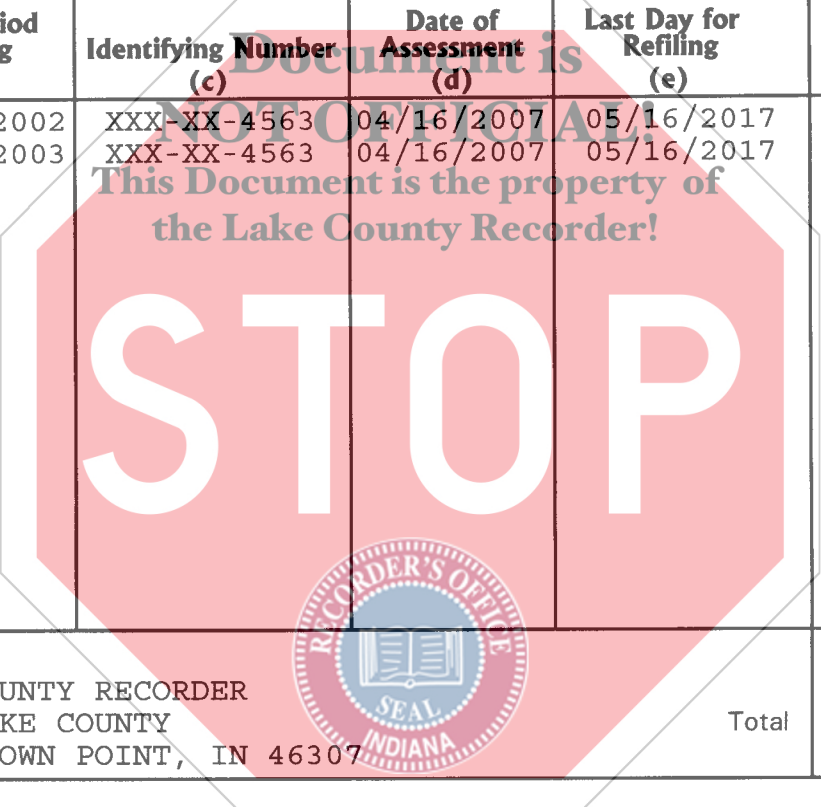 iod
g
Identifying Number
(c)
Date of
Assessment
(d)
Last Day for
Refiling
(e)
Document is
NOT OFFICIAL!
This Document is the property of
the Lake County Recorder!
2002 XXX-XX-4563 04/16/2007 05/16/2017
2003 XXX-XX-4563 04/16/2007 05/16/2017
STOP
RECORDER'S OFFICE
SEAL
INDIANA
UNTY RECORDER
KE COUNTY
OWN POINT, IN 46307
Total